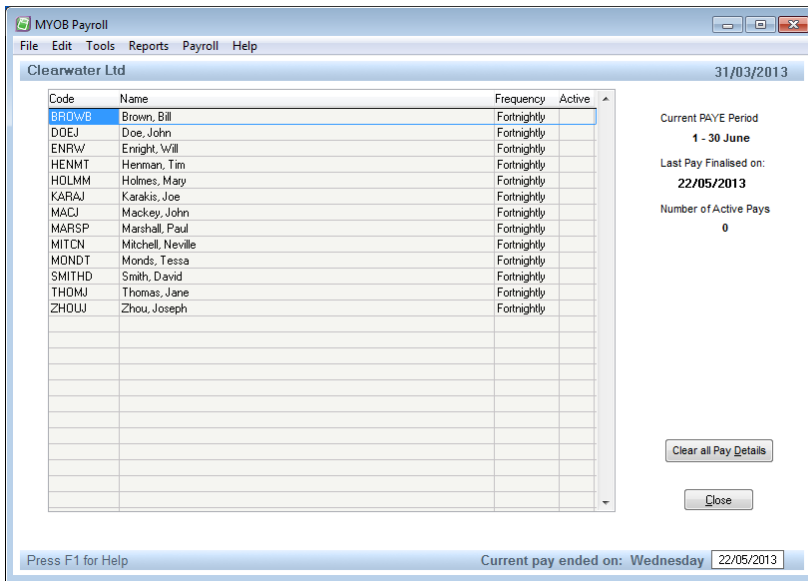 MYOB Payroll
File Edit Tools Reports Payroll Help
Clearwater Ltd 31/03/2013
Code Name Frequency Active
BROWB Brown, Bill Fortnightly
DOEJ Doe, John Fortnightly
ENRW Enright, Will Fortnightly
HENMT Henman, Tim Fortnightly
HOLMM Holmes, Mary Fortnightly
KARAJ Karakis, Joe Fortnightly
MACJ Mackey, John Fortnightly
MARSP Marshall, Paul Fortnightly
MITCN Mitchell, Neville Fortnightly
MONDT Monds, Tessa Fortnightly
SMITHD Smith, David Fortnightly
THOMJ Thomas, Jane Fortnightly
ZHOUJ Zhou, Joseph Fortnightly
Current PAYE Period
1 - 30 June
Last Pay Finalised on:
22/05/2013
Number of Active Pays
0
Clear all Pay Details
Close
Press F1 for Help Current pay ended on: Wednesday 22/05/2013